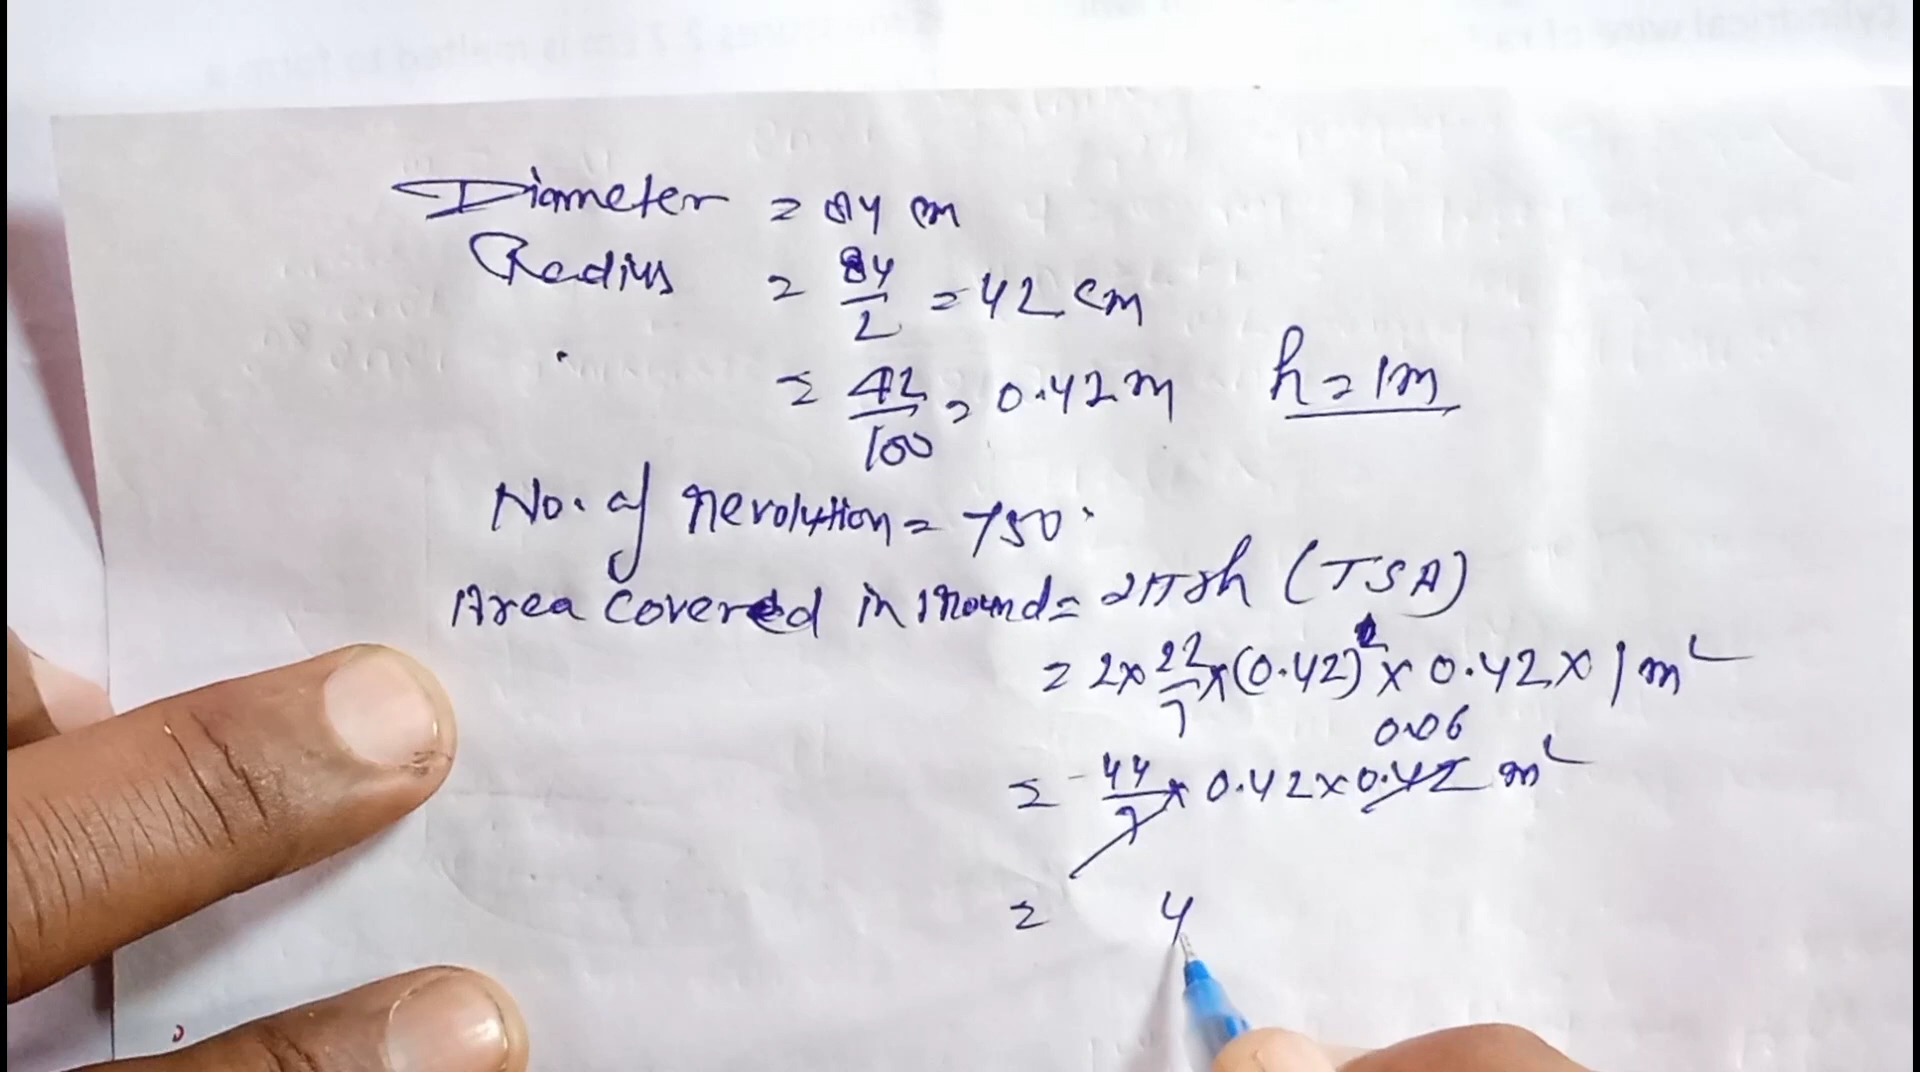 Diameter = 84 cm
Radius = 84/2 = 42 cm
= 42/100 = 0.42 m h = 1m
No. of revolution = 750
Area covered in 1 round = 2πrh (TSA)
= 2 × 22/7 × (0.42) × 0.42 × 1 m²
0.06
= 44/7 × 0.42 × 0.42 m²
= 4